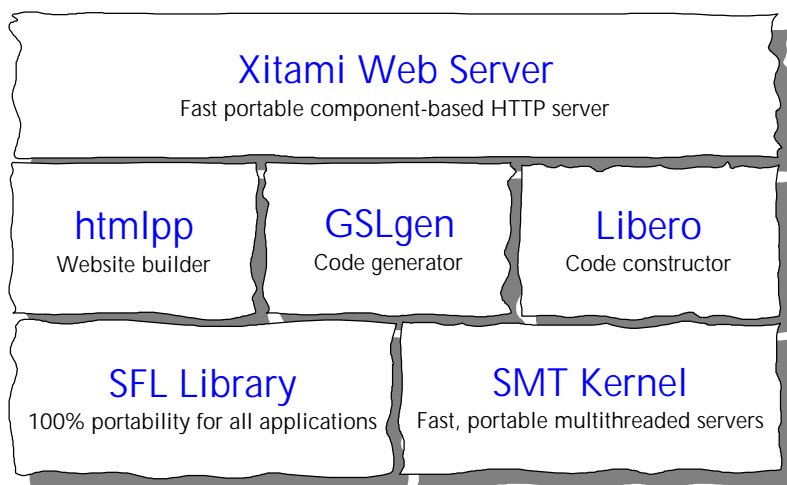 Xitami Web Server
Fast portable component-based HTTP server
htmlpp
Website builder
GSLgen
Code generator
Libero
Code constructor
SFL Library
100% portability for all applications
SMT Kernel
Fast, portable multithreaded servers